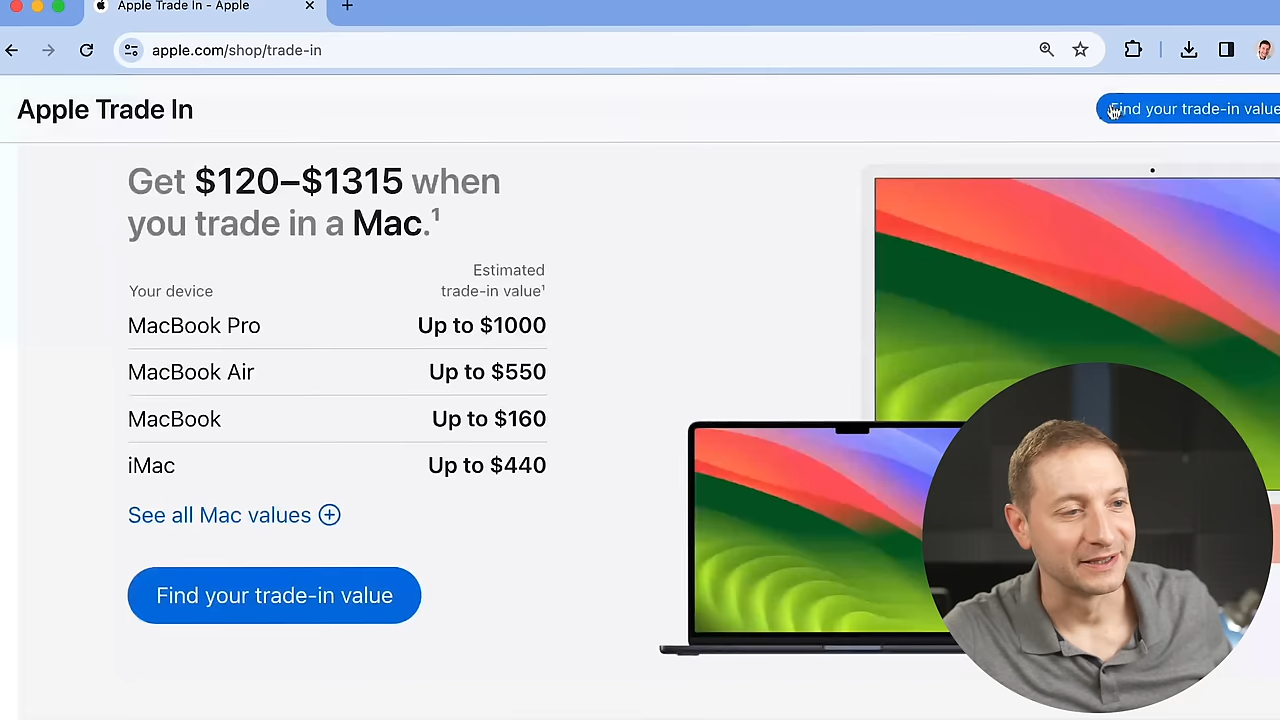 Apple Trade In - Apple
apple.com/shop/trade-in
Apple Trade In
Find your trade-in value
Get $120–$1315 when
you trade in a Mac.¹
Estimated
Your device trade-in value¹
MacBook Pro Up to $1000
MacBook Air Up to $550
MacBook Up to $160
iMac Up to $440
See all Mac values
Find your trade-in value